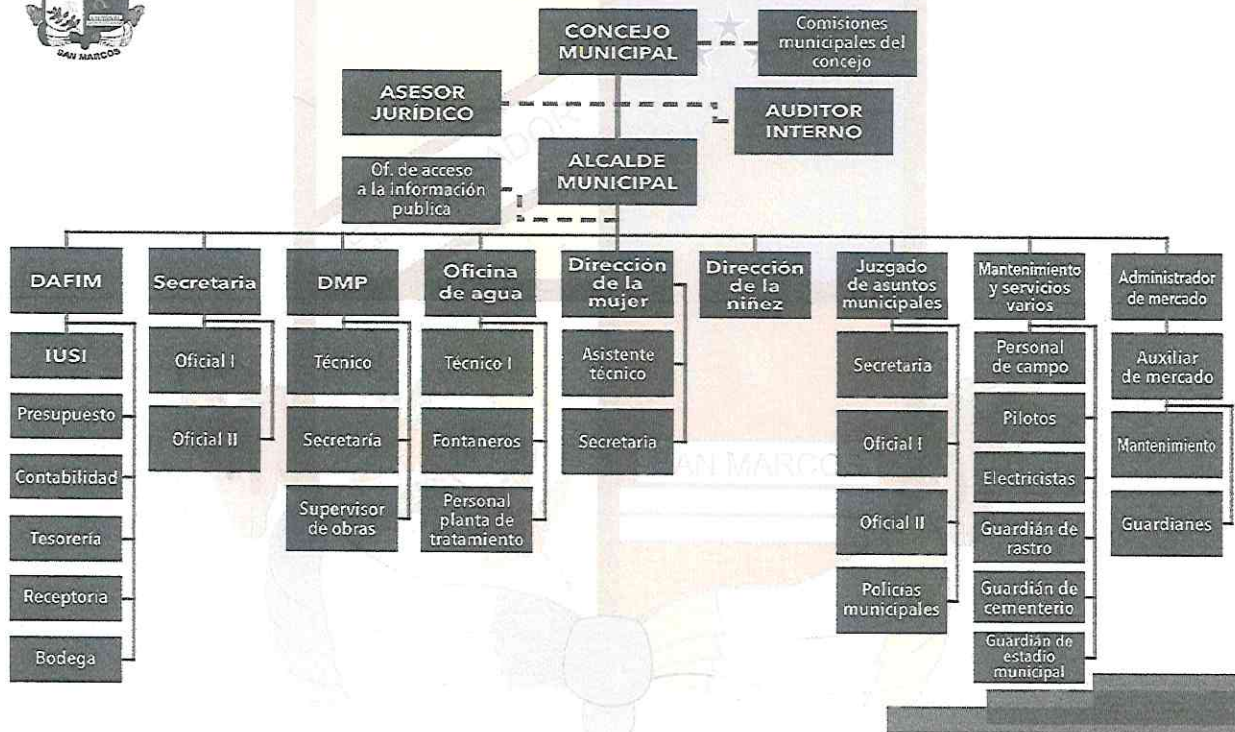 SAN MARCOS
CONCEJO
MUNICIPAL
Comisiones
municipales del
concejo
ASESOR
JURÍDICO
AUDITOR
INTERNO
Of. de acceso
a la información
publica
ALCALDE
MUNICIPAL
DAFIM
IUSI
Presupuesto
Contabilidad
Tesorería
Receptoria
Bodega
Secretaria
Oficial I
Oficial II
DMP
Técnico
Secretaría
Supervisor
de obras
Oficina
de agua
Técnico I
Fontaneros
Personal
planta de
tratamiento
Dirección
de la
mujer
Asistente
técnico
Secretaria
Dirección
de la
niñez
Juzgado
de asuntos
municipales
Secretaria
Oficial I
Oficial II
Policias
municipales
Mantenimiento
y servicios
varios
Personal
de campo
Pilotos
Electricistas
Guardián de
rastro
Guardián de
cementerio
Guardián de
estadio
municipal
Administrador
de mercado
Auxiliar
de mercado
Mantenimiento
Guardianes
SAN MARCOS